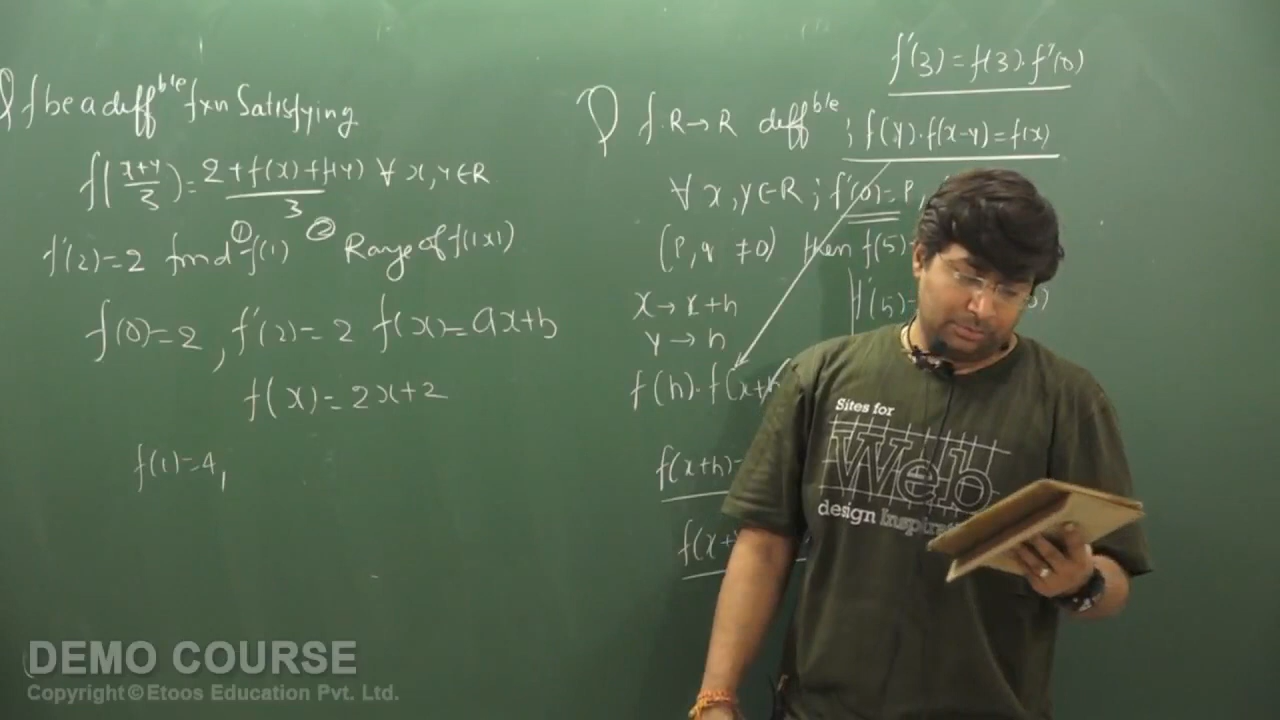 Q f be a diff ble fxn Satisfying
f((x+y)/3) = (2+f(x)+f(y))/3 ∀ x, y ∈ R
f'(2)=2 find ① f(1) ② Range of f(|x|)
f(0)=2, f'(2)=2 f(x)=ax+b
f(x)=2x+2
f(1)=4,
f'(3)=f(3).f'(0)
Q f:R→R diff ble ; f(y).f(x-y)=f(x)
∀ x,y∈R ; f'(0)=p,
(p, q ≠0) then f(5)=
f'(5)=
x→x+h
y→h
f(h).f(x+h
f(x+h)=
f(x+y
Sites for
Web
design Inspirat
DEMO COURSE
Copyright © Etoos Education Pvt. Ltd.